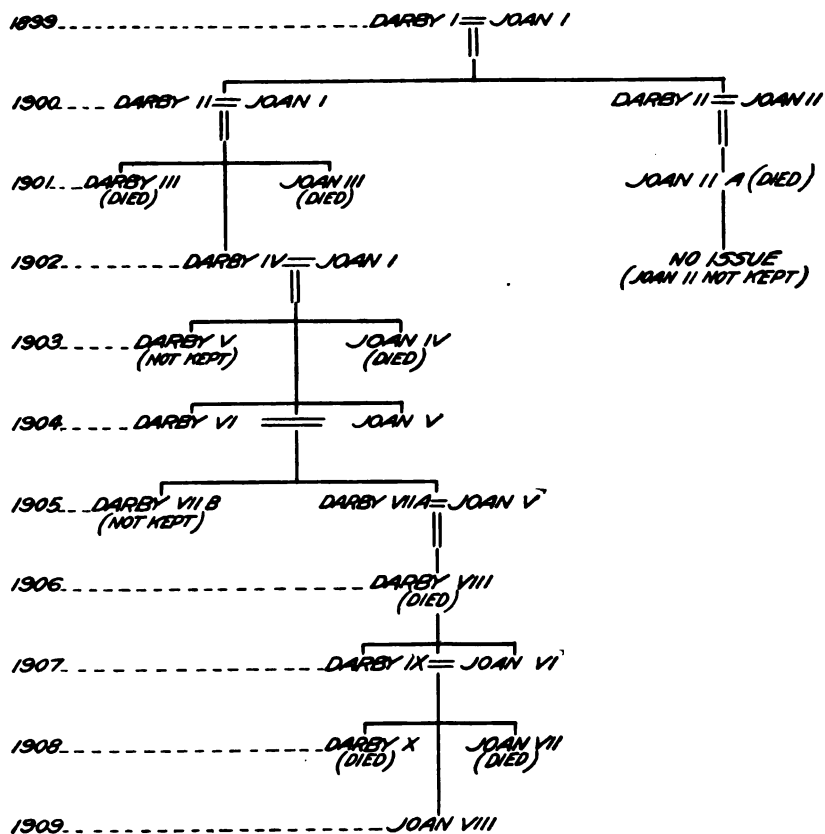 1899 DARBY I = JOAN I
1900 DARBY II = JOAN I DARBY II = JOAN II
1901 DARBY III JOAN III JOAN II A (DIED)
(DIED) (DIED)
1902 DARBY IV = JOAN I NO ISSUE
(JOAN II NOT KEPT)
1903 DARBY V JOAN IV
(NOT KEPT) (DIED)
1904 DARBY VI = JOAN V
1905 DARBY VII B DARBY VII A = JOAN V
(NOT KEPT)
1906 DARBY VIII
(DIED)
1907 DARBY IX = JOAN VI
1908 DARBY X JOAN VII
(DIED) (DIED)
1909 JOAN VIII